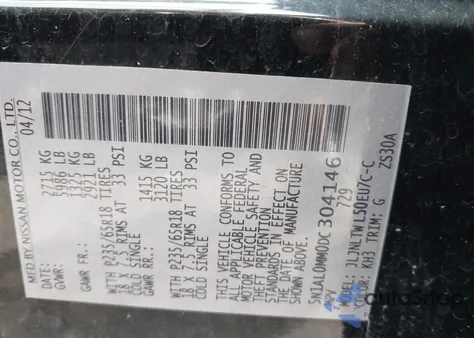 MFD BY NISSAN MOTOR CO., LTD.
04/12
GVWR: 2715 KG
5986 LB
GAWR FR: 1325 KG
2921 LB
WITH P235/65R18 TIRES
18 X 7.5 RIMS AT 33 PSI
COLD SINGLE
GAWR RR: 1415 KG
3120 LB
WITH P235/65R18 TIRES
18 X 7.5 RIMS AT 33 PSI
COLD SINGLE
THIS VEHICLE CONFORMS TO
ALL APPLICABLE FEDERAL
MOTOR VEHICLE SAFETY AND
THEFT PREVENTION
STANDARDS IN EFFECT ON
THE DATE OF MANUFACTURE
SHOWN ABOVE.
5N1AL0MM0DC304146
MPV 729
MODEL: JLJNLTWL50EU7C-C
COLOR: KH3 TRIM: G
ZS30A